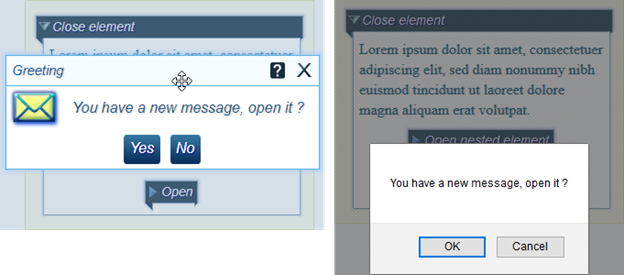 Close element
Lorem ipsum dolor sit amet, consectetuer
Greeting ? X
You have a new message, open it ?
Yes No
Open
Close element
Lorem ipsum dolor sit amet, consectetuer
adipiscing elit, sed diam nonummy nibh
euismod tincidunt ut laoreet dolore
magna aliquam erat volutpat.
Open nested element
You have a new message, open it ?
OK Cancel